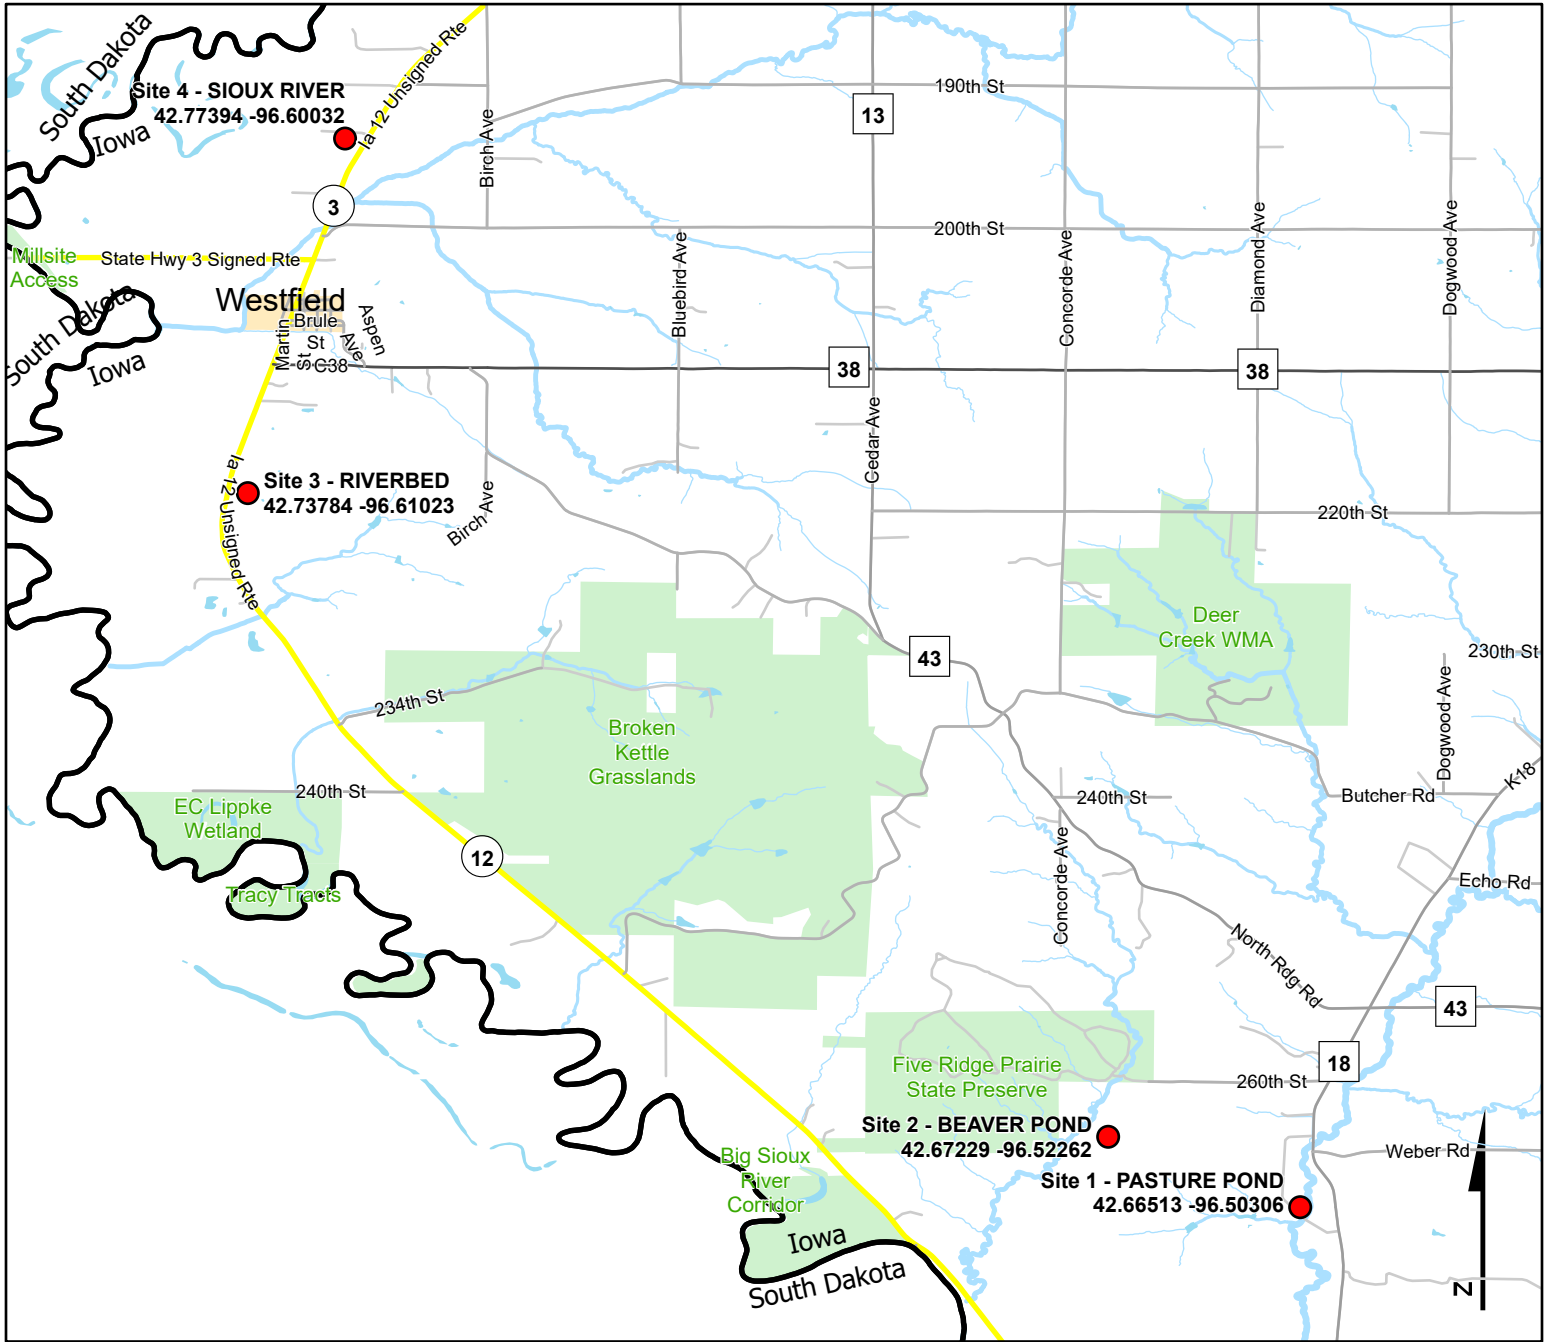 South Dakota
Iowa
Site 4 - SIOUX RIVER
42.77394 -96.60032
Ia 12 Unsigned Rte
Birch Ave
190th St
13
3
200th St
Millsite
Access
State Hwy 3 Signed Rte
South Dakota
Iowa
Westfield
Brule
St
Aspen
Ave
Martin
St
C38
Bluebird Ave
Concorde Ave
Diamond Ave
Dogwood Ave
38
38
Cedar Ave
Ia 12 Unsigned Rte
Site 3 - RIVERBED
42.73784 -96.61023
Birch Ave
220th St
Deer
Creek WMA
43
230th St
234th St
Broken
Kettle
Grasslands
Dogwood Ave
K18
EC Lippke
Wetland
240th St
240th St
Butcher Rd
12
Concorde Ave
Echo Rd
Tracy Tracts
North Rdg Rd
43
18
Five Ridge Prairie
State Preserve
260th St
Site 2 - BEAVER POND
42.67229 -96.52262
Weber Rd
Big Sioux
River
Corridor
Site 1 - PASTURE POND
42.66513 -96.50306
Iowa
South Dakota
N